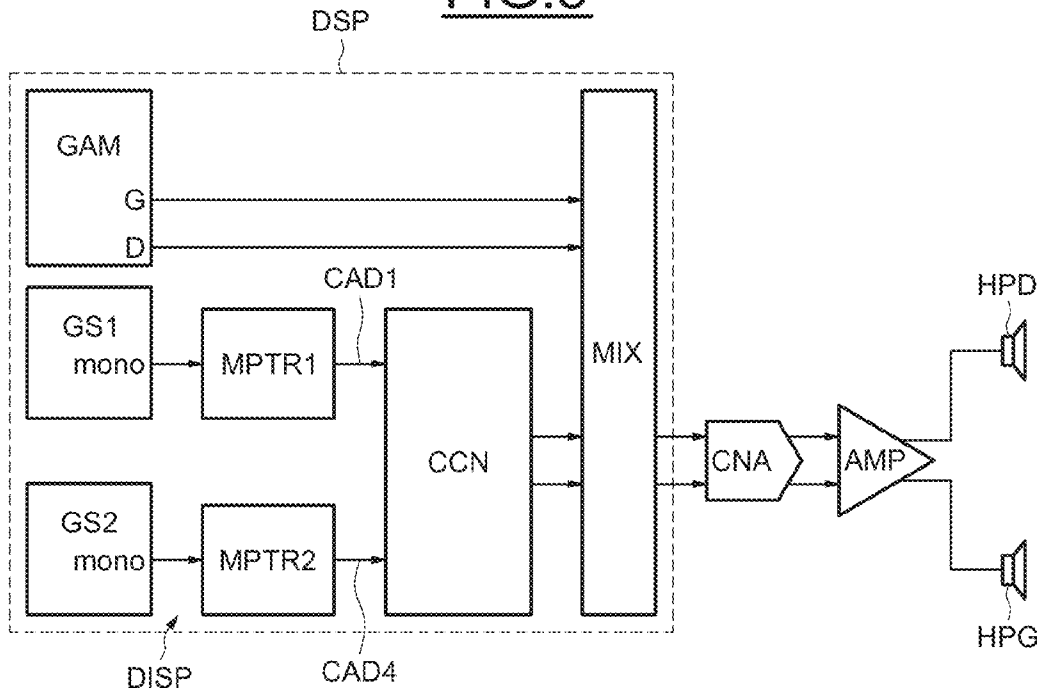 DSP
GAM
G
D
CAD1
GS1
mono
MPTR1
HPD
MIX
CCN
CNA
AMP
GS2
mono
MPTR2
HPG
DISP
CAD4